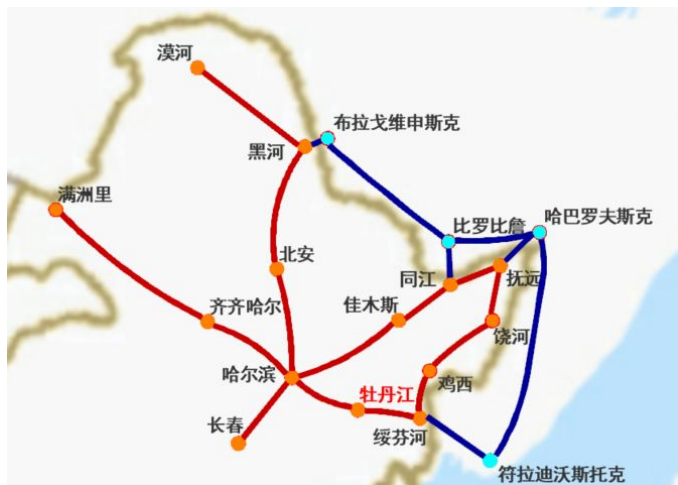 漠河
布拉戈维申斯克
黑河
满洲里
比罗比詹
哈巴罗夫斯克
北安
同江
抚远
齐齐哈尔
佳木斯
饶河
哈尔滨
鸡西
牡丹江
长春
绥芬河
符拉迪沃斯托克